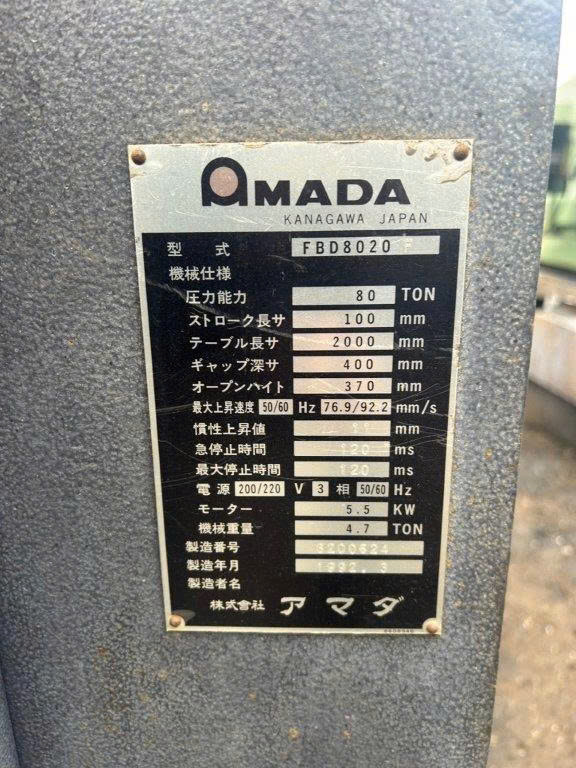 AMADA
KANAGAWA JAPAN
型式 FBD8020 F
機械仕様
圧力能力 80 TON
ストローク長サ 100 mm
テーブル長サ 2000 mm
ギャップ深サ 400 mm
オープンハイト 370 mm
最大上昇速度 50/60 Hz 76.9/92.2 mm/s
慣性上昇値 11 mm
急停止時間 120 ms
最大停止時間 120 ms
電源 200/220 V 3 相 50/60 Hz
モーター 5.5 KW
機械重量 4.7 TON
製造番号
製造年月 1992. 3
製造者名
株式会社 アマダ